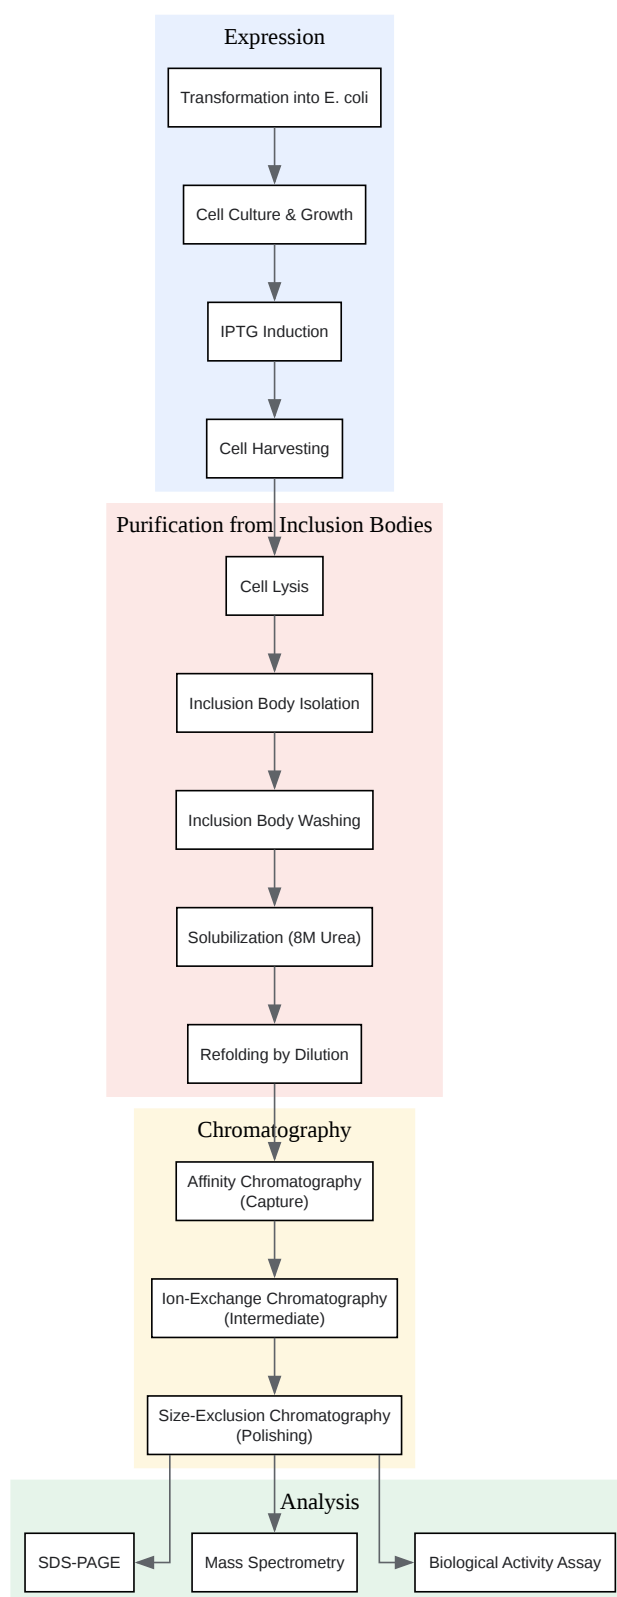 Expression
Transformation into E. coli
Cell Culture & Growth
IPTG Induction
Cell Harvesting
Purification from Inclusion Bodies
Cell Lysis
Inclusion Body Isolation
Inclusion Body Washing
Solubilization (8M Urea)
Refolding by Dilution
Chromatography
Affinity Chromatography
(Capture)
Ion-Exchange Chromatography
(Intermediate)
Size-Exclusion Chromatography
(Polishing)
Analysis
SDS-PAGE
Mass Spectrometry
Biological Activity Assay